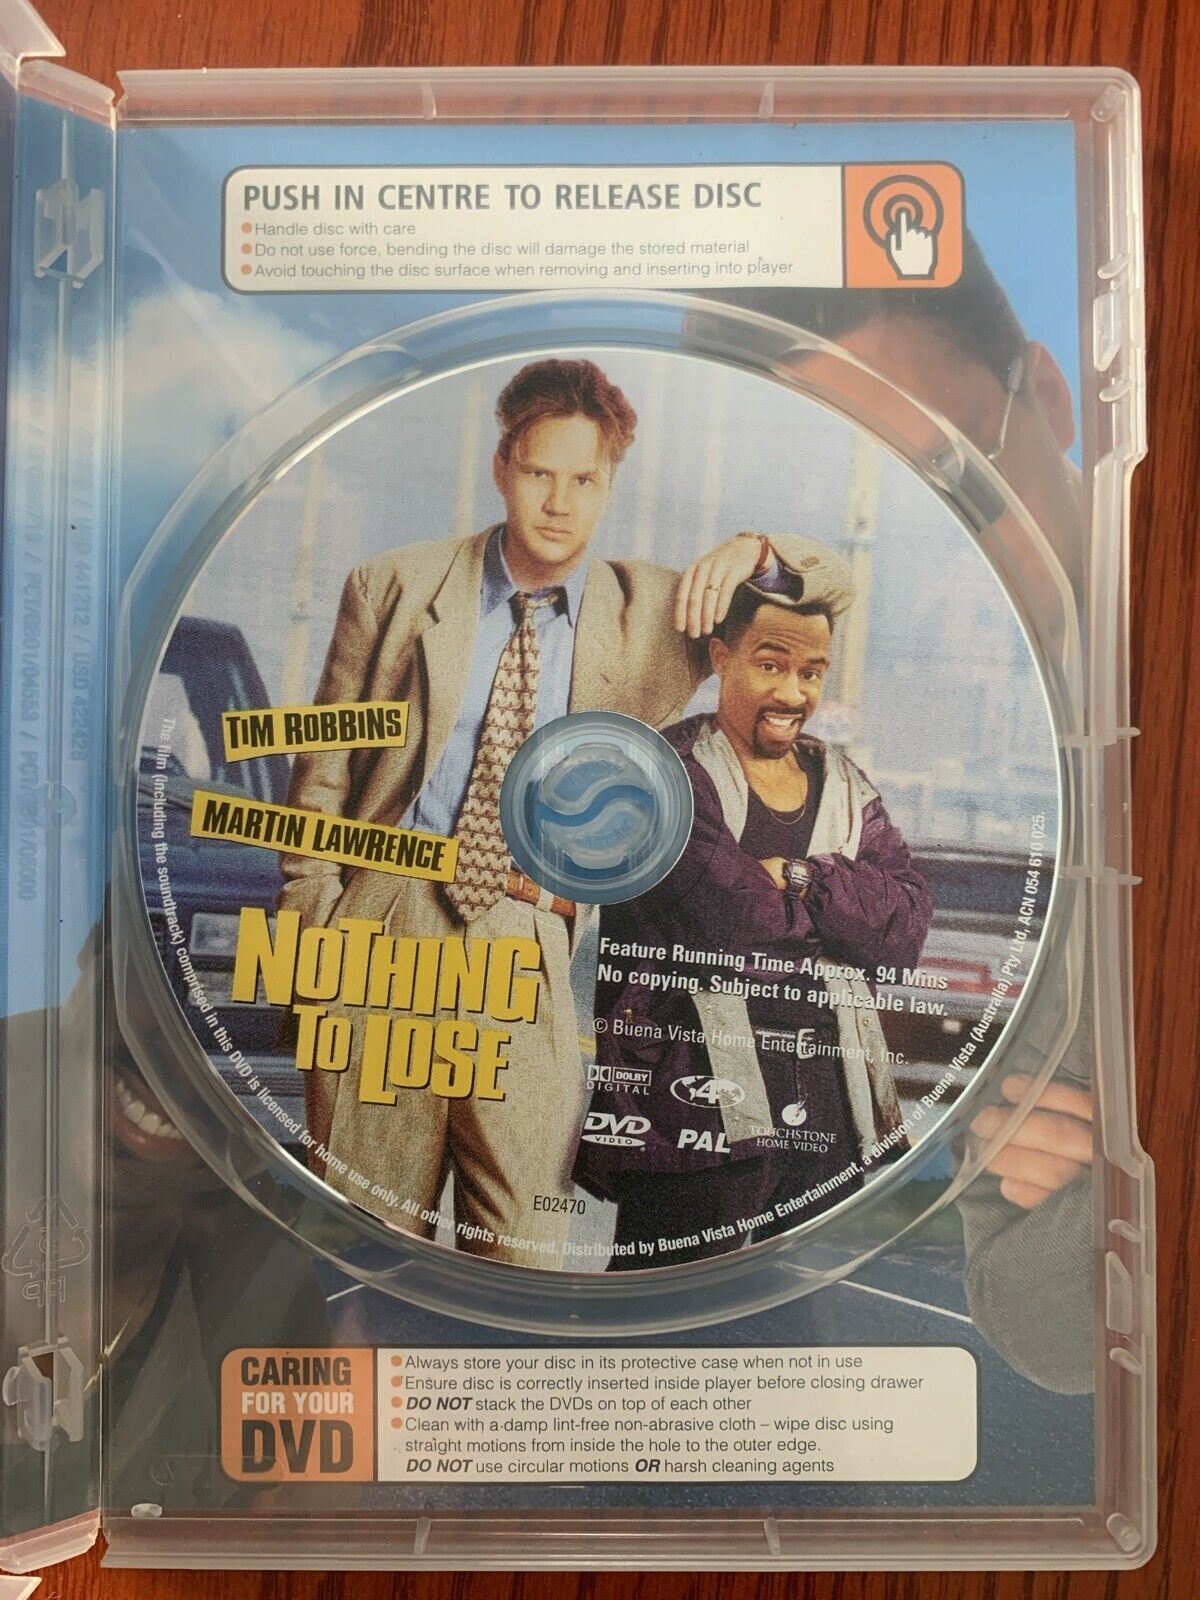 PUSH IN CENTRE TO RELEASE DISC
Handle disc with care
Do not use force, bending the disc will damage the stored material
Avoid touching the disc surface when removing and inserting into player
TIM ROBBINS
MARTIN LAWRENCE
NOTHING
TO LOSE
Feature Running Time Approx. 94 Mins
No copying. Subject to applicable law.
© Buena Vista Home Entertainment, Inc.
E
DOLBY
DIGITAL
4
DVD
VIDEO
PAL
TOUCHSTONE
HOME VIDEO
E02470
The film (including the soundtrack) comprised in this DVD is licensed for home use only. All other rights reserved. Distributed by Buena Vista Home Entertainment, a division of Buena Vista (Australia) Pty Ltd, ACN 054 610 025.
CARING
FOR YOUR
DVD
Always store your disc in its protective case when not in use
Ensure disc is correctly inserted inside player before closing drawer
DO NOT stack the DVDs on top of each other
Clean with a damp lint-free non-abrasive cloth – wipe disc using
straight motions from inside the hole to the outer edge.
DO NOT use circular motions OR harsh cleaning agents